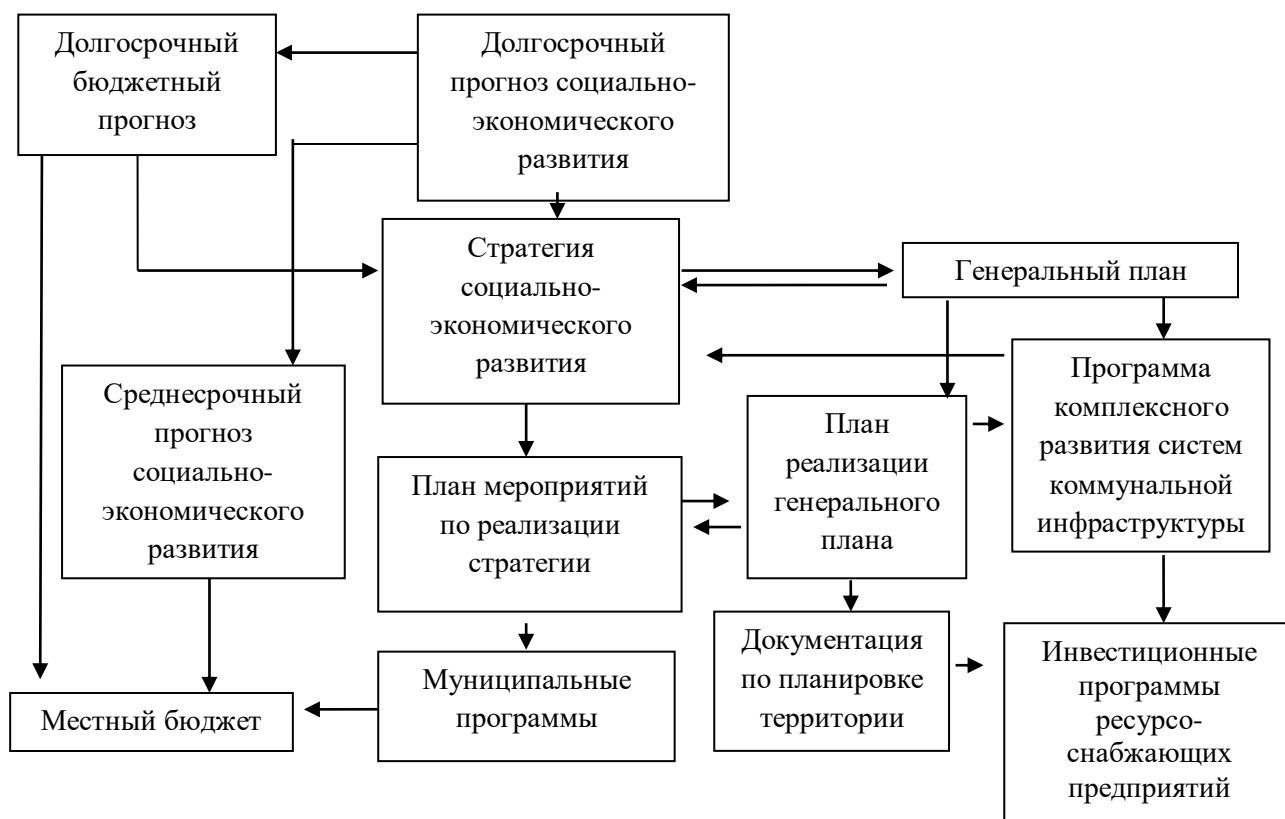 Долгосрочный
бюджетный
прогноз
Долгосрочный
прогноз социально-
экономического
развития
Стратегия
социально-
экономического
развития
Генеральный план
Среднесрочный
прогноз
социально-
экономического
развития
План мероприятий
по реализации
стратегии
План
реализации
генерального
плана
Программа
комплексного
развития систем
коммунальной
инфраструктуры
Местный бюджет
Муниципальные
программы
Документация
по планировке
территории
Инвестиционные
программы
ресурсо-
снабжающих
предприятий